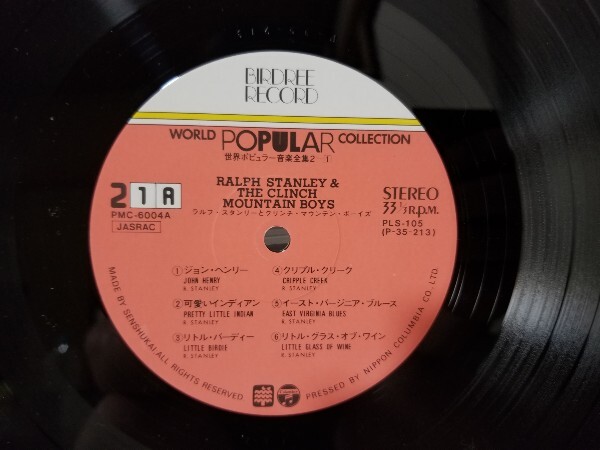 BIRDREE
RECORD
WORLD POPULAR COLLECTION
世界ポピュラー音楽全集2-1
RALPH STANLEY &
THE CLINCH
MOUNTAIN BOYS
ラルフ・スタンリーとクリンチ・マウンテン・ボーイズ
2 1 A
PMC-6004A
JASRAC
STEREO
33 1/3 R.P.M.
PLS-105
(P-35-213)
①ジョン・ヘンリー
JOHN HENRY
R. STANLEY
②可愛いインディアン
PRETTY LITTLE INDIAN
R. STANLEY
③リトル・バーディー
LITTLE BIRDIE
R. STANLEY
④クリプル・クリーク
CRIPPLE CREEK
R. STANLEY
⑤イースト・バージニア・ブルース
EAST VIRGINIA BLUES
R. STANLEY
⑥リトル・グラス・オブ・ワイン
LITTLE GLASS OF WINE
R. STANLEY
MADE BY SENSHUKAI. ALL RIGHTS RESERVED
PRESSED BY NIPPON COLUMBIA CO. LTD.